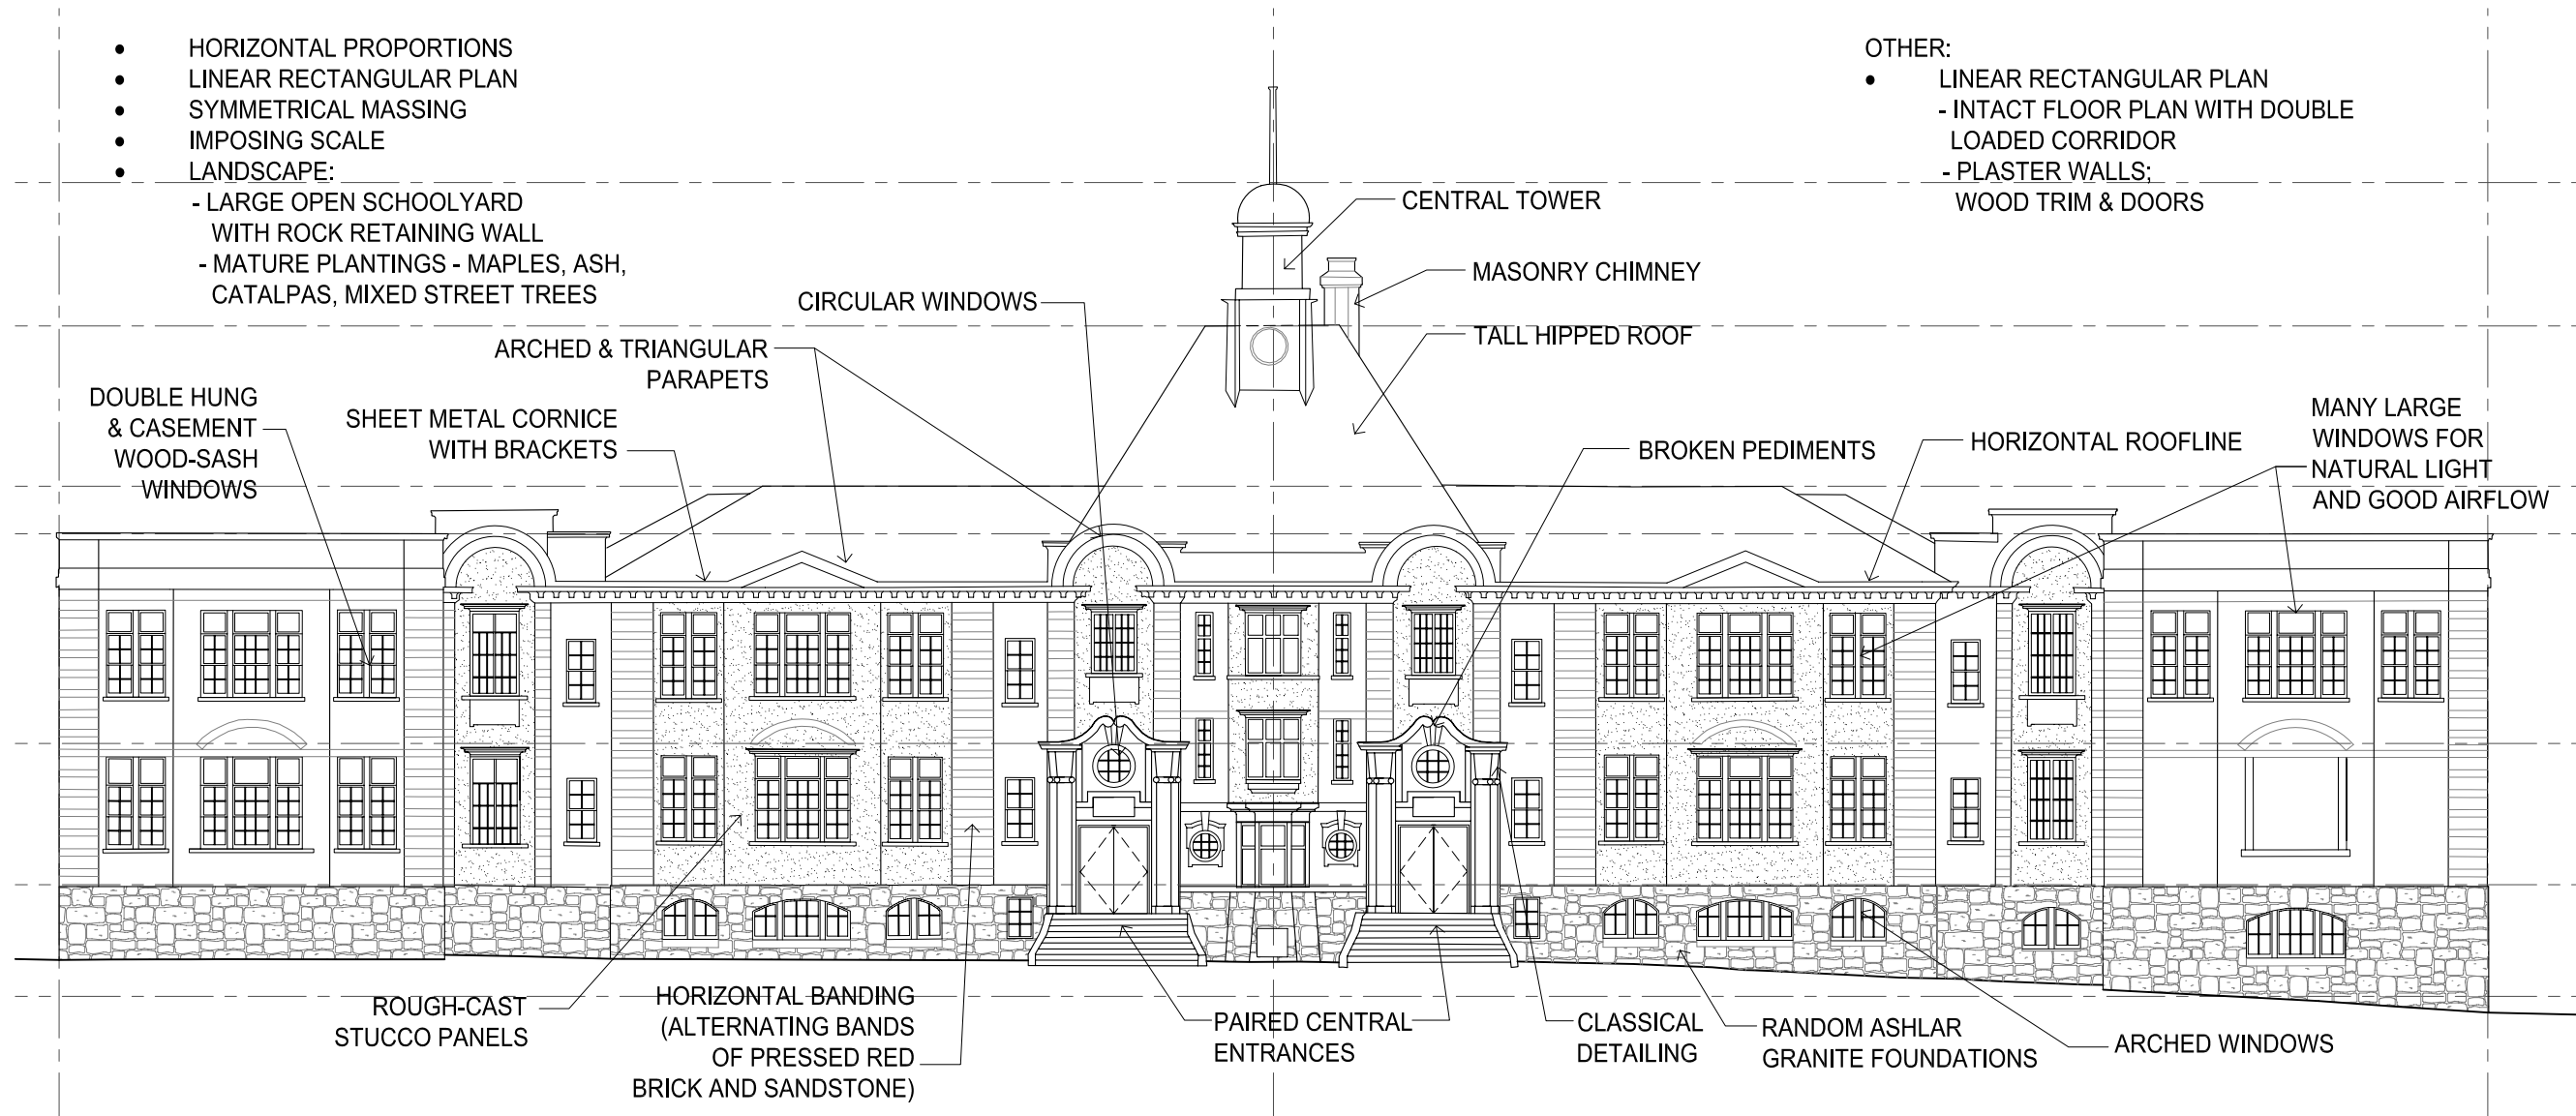 • HORIZONTAL PROPORTIONS
• LINEAR RECTANGULAR PLAN
• SYMMETRICAL MASSING
• IMPOSING SCALE
• LANDSCAPE:
- LARGE OPEN SCHOOLYARD
WITH ROCK RETAINING WALL
- MATURE PLANTINGS - MAPLES, ASH,
CATALPAS, MIXED STREET TREES
OTHER:
• LINEAR RECTANGULAR PLAN
- INTACT FLOOR PLAN WITH DOUBLE
LOADED CORRIDOR
- PLASTER WALLS;
WOOD TRIM & DOORS
CENTRAL TOWER
MASONRY CHIMNEY
CIRCULAR WINDOWS
TALL HIPPED ROOF
ARCHED & TRIANGULAR
PARAPETS
DOUBLE HUNG
& CASEMENT
WOOD-SASH
WINDOWS
SHEET METAL CORNICE
WITH BRACKETS
BROKEN PEDIMENTS
HORIZONTAL ROOFLINE
MANY LARGE
WINDOWS FOR
NATURAL LIGHT
AND GOOD AIRFLOW
ROUGH-CAST
STUCCO PANELS
HORIZONTAL BANDING
(ALTERNATING BANDS
OF PRESSED RED
BRICK AND SANDSTONE)
PAIRED CENTRAL
ENTRANCES
CLASSICAL
DETAILING
RANDOM ASHLAR
GRANITE FOUNDATIONS
ARCHED WINDOWS